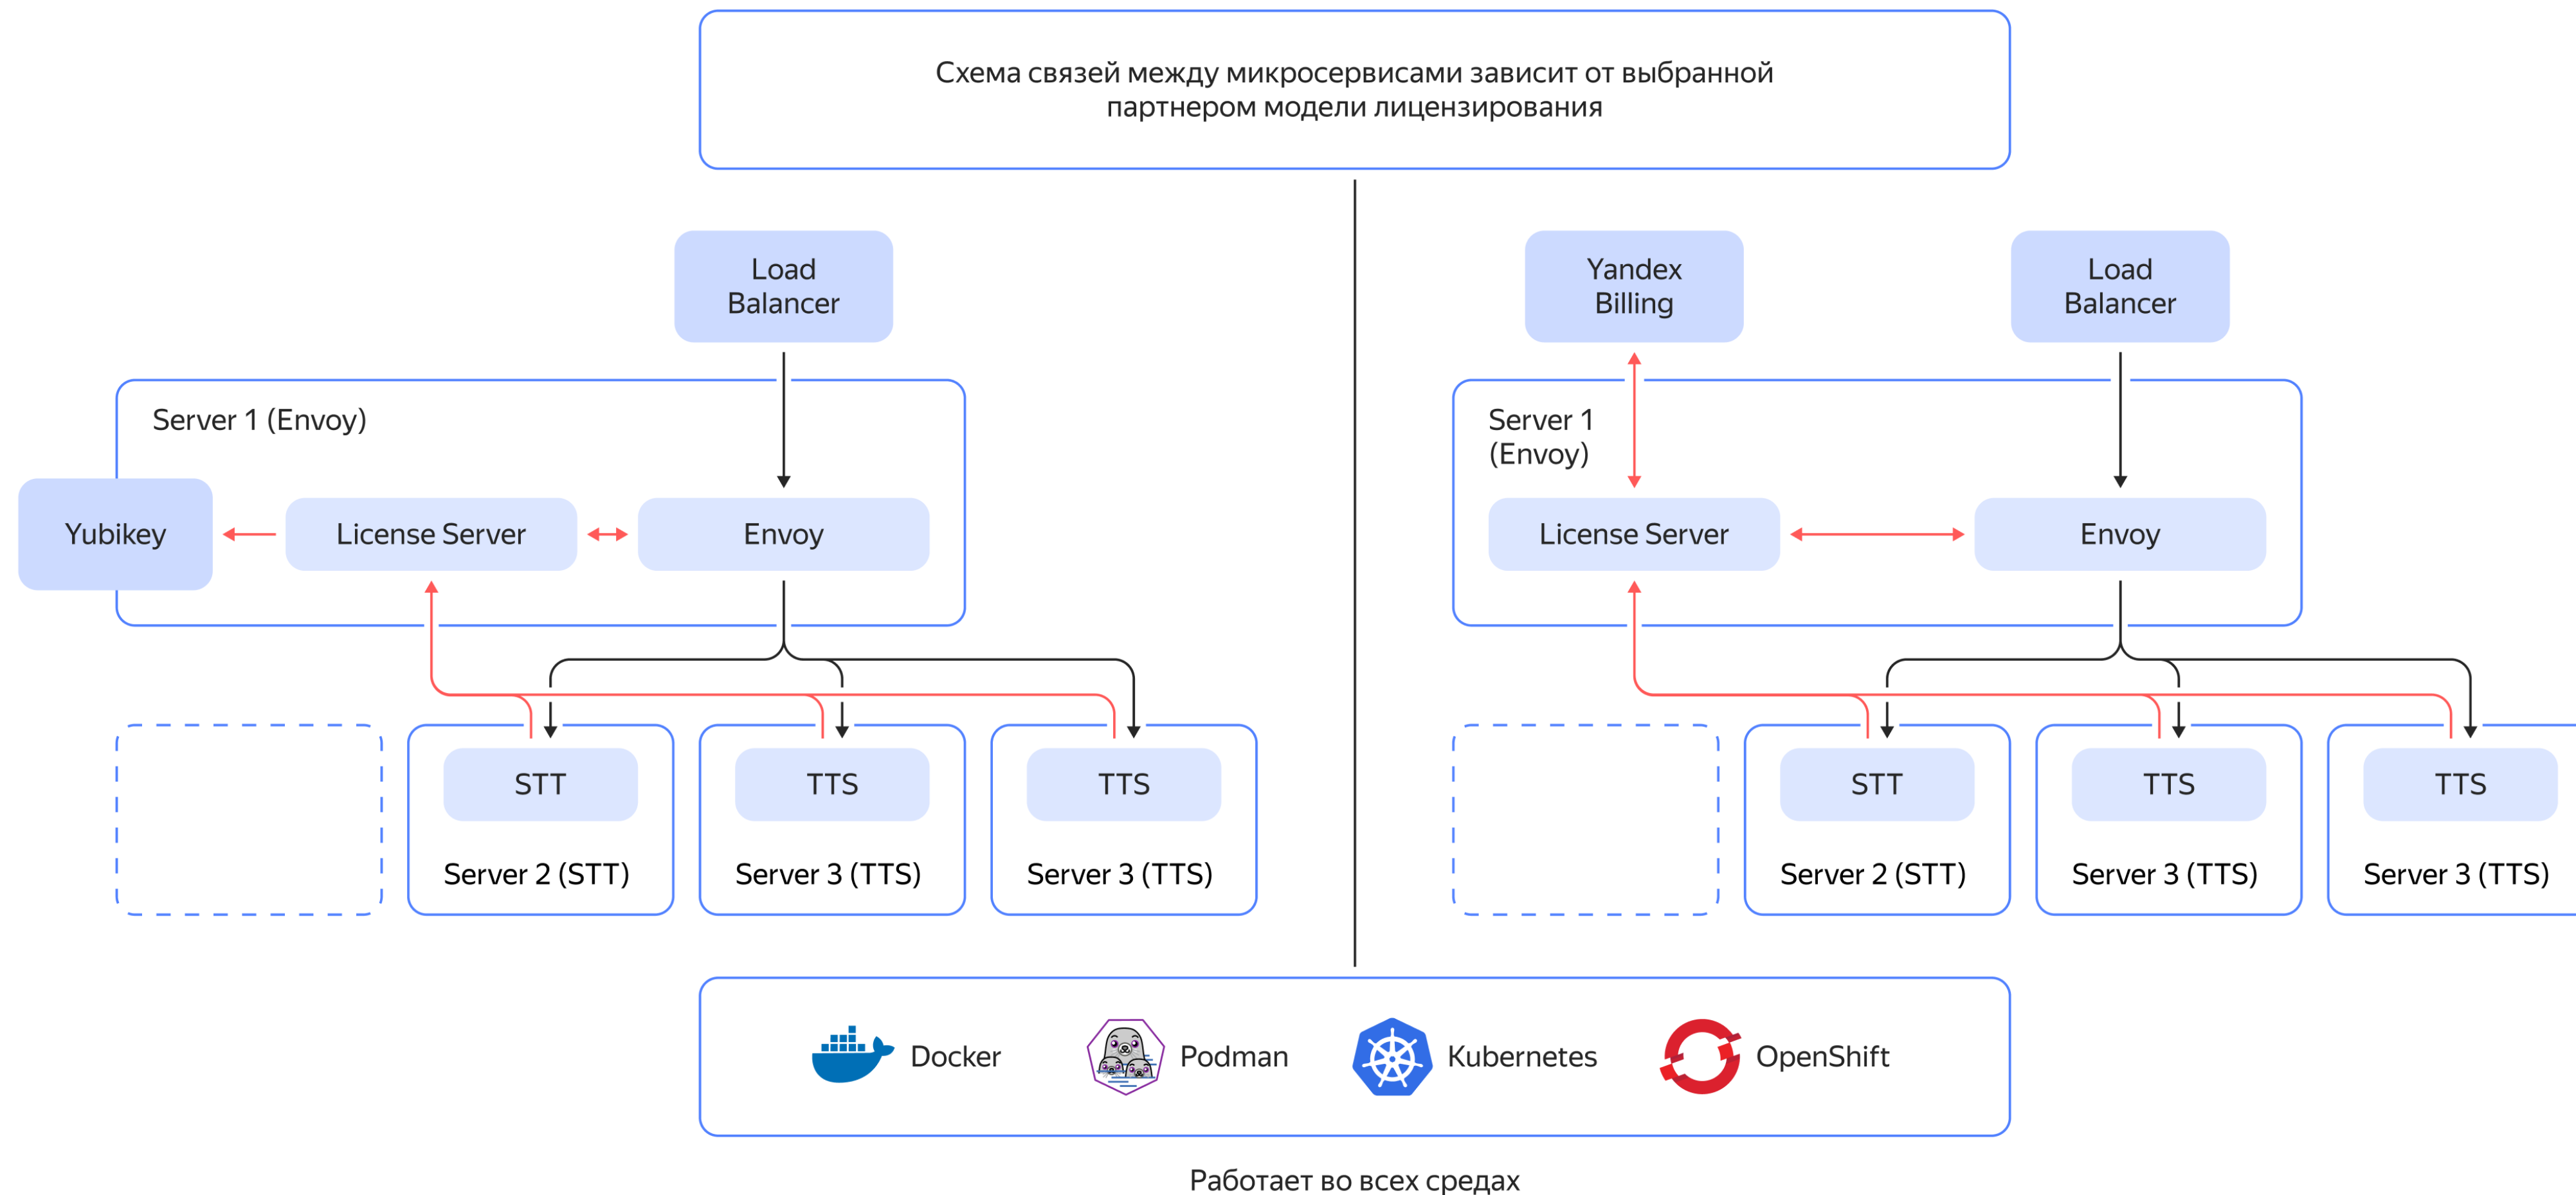 Схема связей между микросервисами зависит от выбранной
партнером модели лицензирования
Load
Balancer
Server 1 (Envoy)
Yubikey
License Server
Envoy
STT
Server 2 (STT)
TTS
Server 3 (TTS)
TTS
Server 3 (TTS)
Yandex
Billing
Load
Balancer
Server 1
(Envoy)
License Server
Envoy
STT
Server 2 (STT)
TTS
Server 3 (TTS)
TTS
Server 3 (TTS)
Docker
Podman
Kubernetes
OpenShift
Работает во всех средах